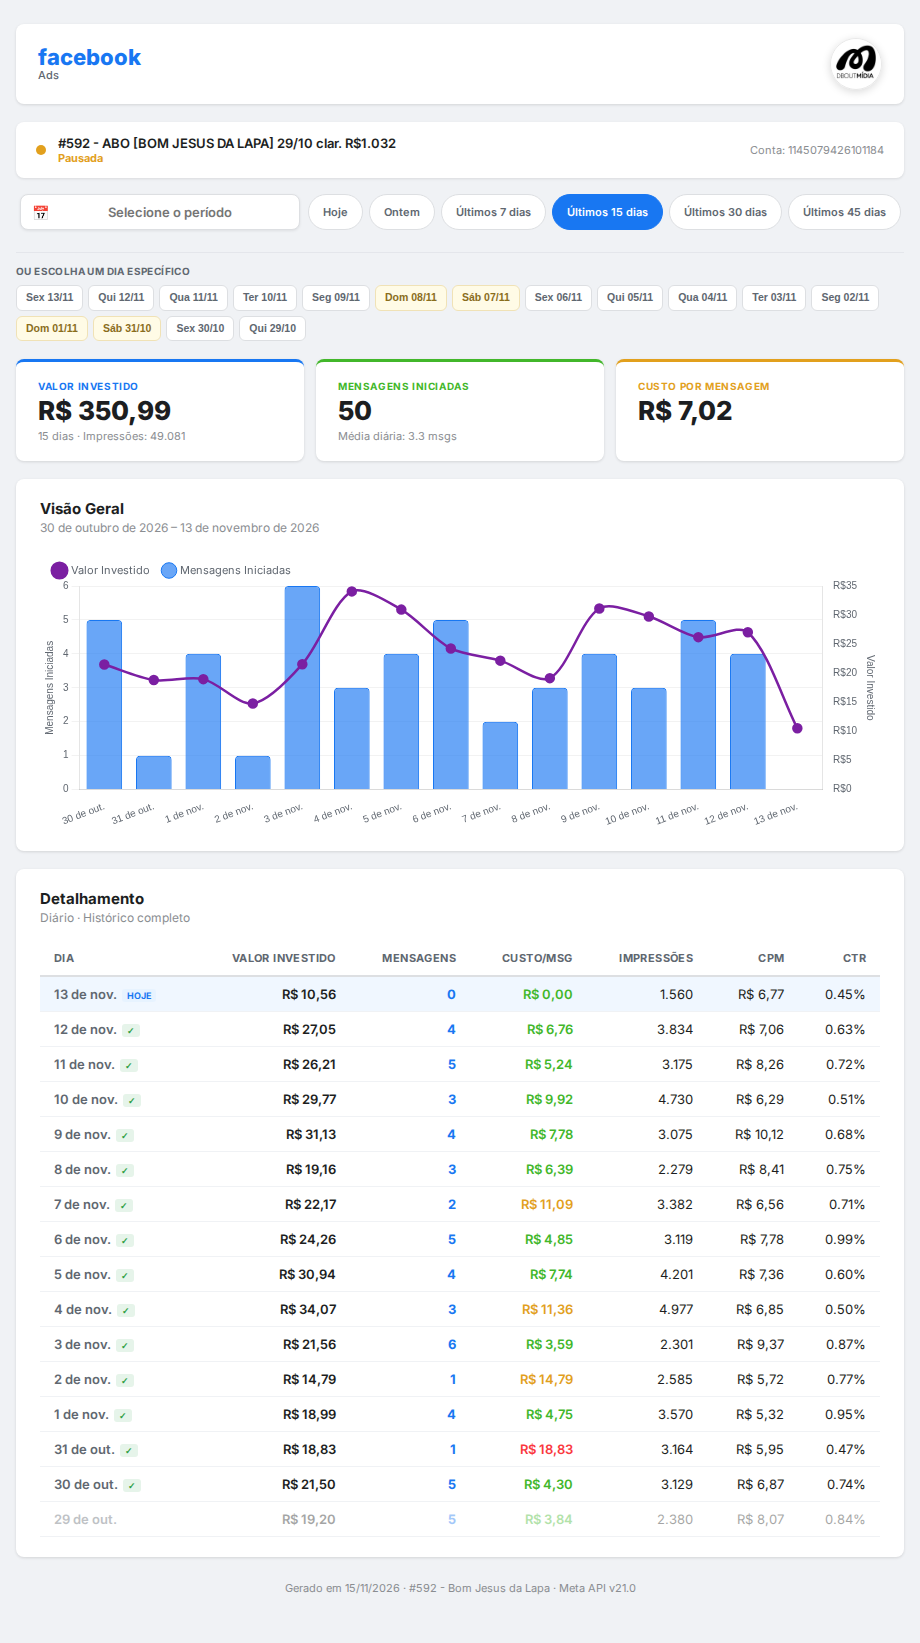 facebook
Ads
DBOUTMÍDIA
#592 - ABO [BOM JESUS DA LAPA] 29/10 clar. R$1.032
Pausada
Conta: 1145079426101184
Selecione o período
Hoje
Ontem
Últimos 7 dias
Últimos 15 dias
Últimos 30 dias
Últimos 45 dias
OU ESCOLHA UM DIA ESPECÍFICO
Sex 13/11 Qui 12/11 Qua 11/11 Ter 10/11 Seg 09/11 Dom 08/11 Sáb 07/11 Sex 06/11 Qui 05/11 Qua 04/11 Ter 03/11 Seg 02/11
Dom 01/11 Sáb 31/10 Sex 30/10 Qui 29/10
VALOR INVESTIDO
R$ 350,99
15 dias · Impressões: 49.081
MENSAGENS INICIADAS
50
Média diária: 3.3 msgs
CUSTO POR MENSAGEM
R$ 7,02
Visão Geral
30 de outubro de 2026 – 13 de novembro de 2026
Valor Investido Mensagens Iniciadas
Mensagens Iniciadas
6
5
4
3
2
1
0
R$35
R$30
R$25
R$20
R$15
R$10
R$5
R$0
Valor Investido
30 de out. 31 de out. 1 de nov. 2 de nov. 3 de nov. 4 de nov. 5 de nov. 6 de nov. 7 de nov. 8 de nov. 9 de nov. 10 de nov. 11 de nov. 12 de nov. 13 de nov.
Detalhamento
Diário · Histórico completo
DIA VALOR INVESTIDO MENSAGENS CUSTO/MSG IMPRESSÕES CPM CTR
13 de nov. HOJE R$ 10,56 0 R$ 0,00 1.560 R$ 6,77 0.45%
12 de nov. ✓ R$ 27,05 4 R$ 6,76 3.834 R$ 7,06 0.63%
11 de nov. ✓ R$ 26,21 5 R$ 5,24 3.175 R$ 8,26 0.72%
10 de nov. ✓ R$ 29,77 3 R$ 9,92 4.730 R$ 6,29 0.51%
9 de nov. ✓ R$ 31,13 4 R$ 7,78 3.075 R$ 10,12 0.68%
8 de nov. ✓ R$ 19,16 3 R$ 6,39 2.279 R$ 8,41 0.75%
7 de nov. ✓ R$ 22,17 2 R$ 11,09 3.382 R$ 6,56 0.71%
6 de nov. ✓ R$ 24,26 5 R$ 4,85 3.119 R$ 7,78 0.99%
5 de nov. ✓ R$ 30,94 4 R$ 7,74 4.201 R$ 7,36 0.60%
4 de nov. ✓ R$ 34,07 3 R$ 11,36 4.977 R$ 6,85 0.50%
3 de nov. ✓ R$ 21,56 6 R$ 3,59 2.301 R$ 9,37 0.87%
2 de nov. ✓ R$ 14,79 1 R$ 14,79 2.585 R$ 5,72 0.77%
1 de nov. ✓ R$ 18,99 4 R$ 4,75 3.570 R$ 5,32 0.95%
31 de out. ✓ R$ 18,83 1 R$ 18,83 3.164 R$ 5,95 0.47%
30 de out. ✓ R$ 21,50 5 R$ 4,30 3.129 R$ 6,87 0.74%
29 de out. R$ 19,20 5 R$ 3,84 2.380 R$ 8,07 0.84%
Gerado em 15/11/2026 · #592 - Bom Jesus da Lapa · Meta API v21.0